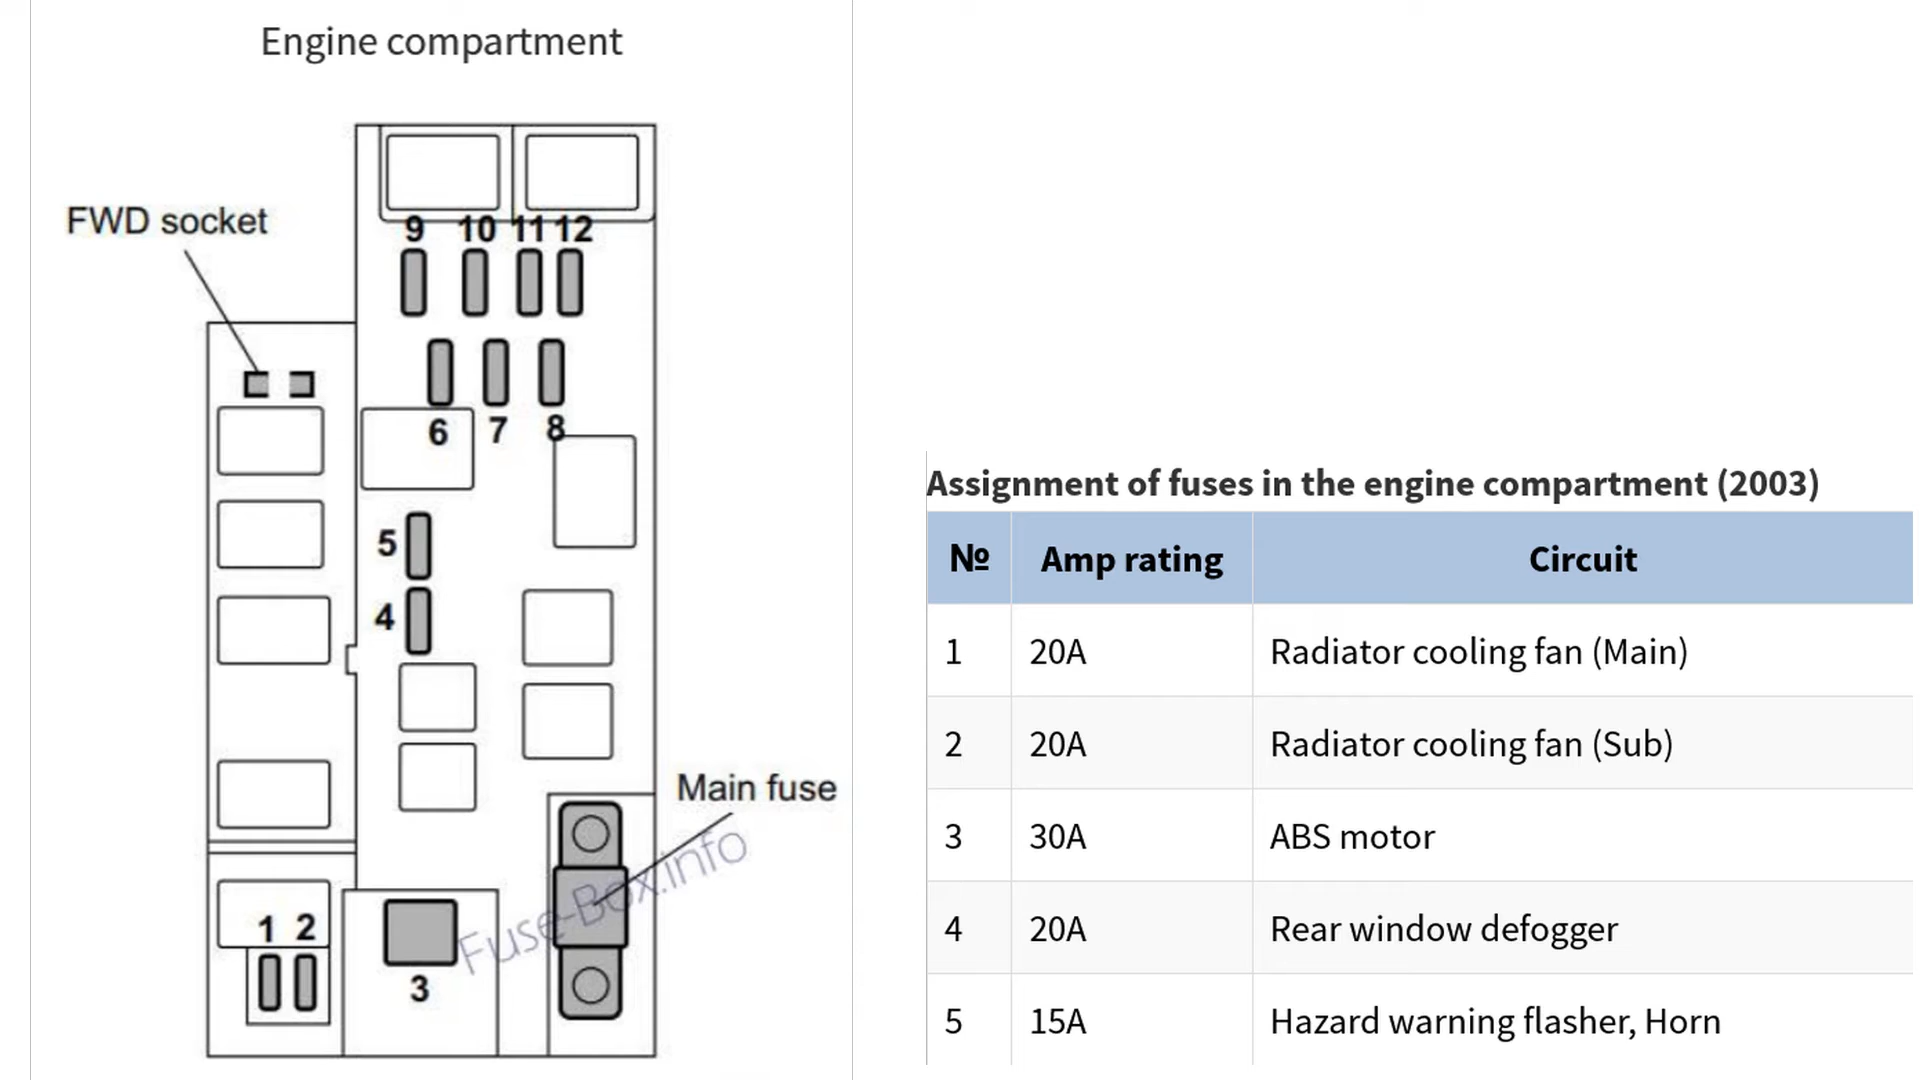 Engine compartment
FWD socket
9 10 11 12
6 7 8
5
4
Main fuse
1 2
3
Fuse-Box.info
Assignment of fuses in the engine compartment (2003)
№ Amp rating Circuit
1 20A Radiator cooling fan (Main)
2 20A Radiator cooling fan (Sub)
3 30A ABS motor
4 20A Rear window defogger
5 15A Hazard warning flasher, Horn